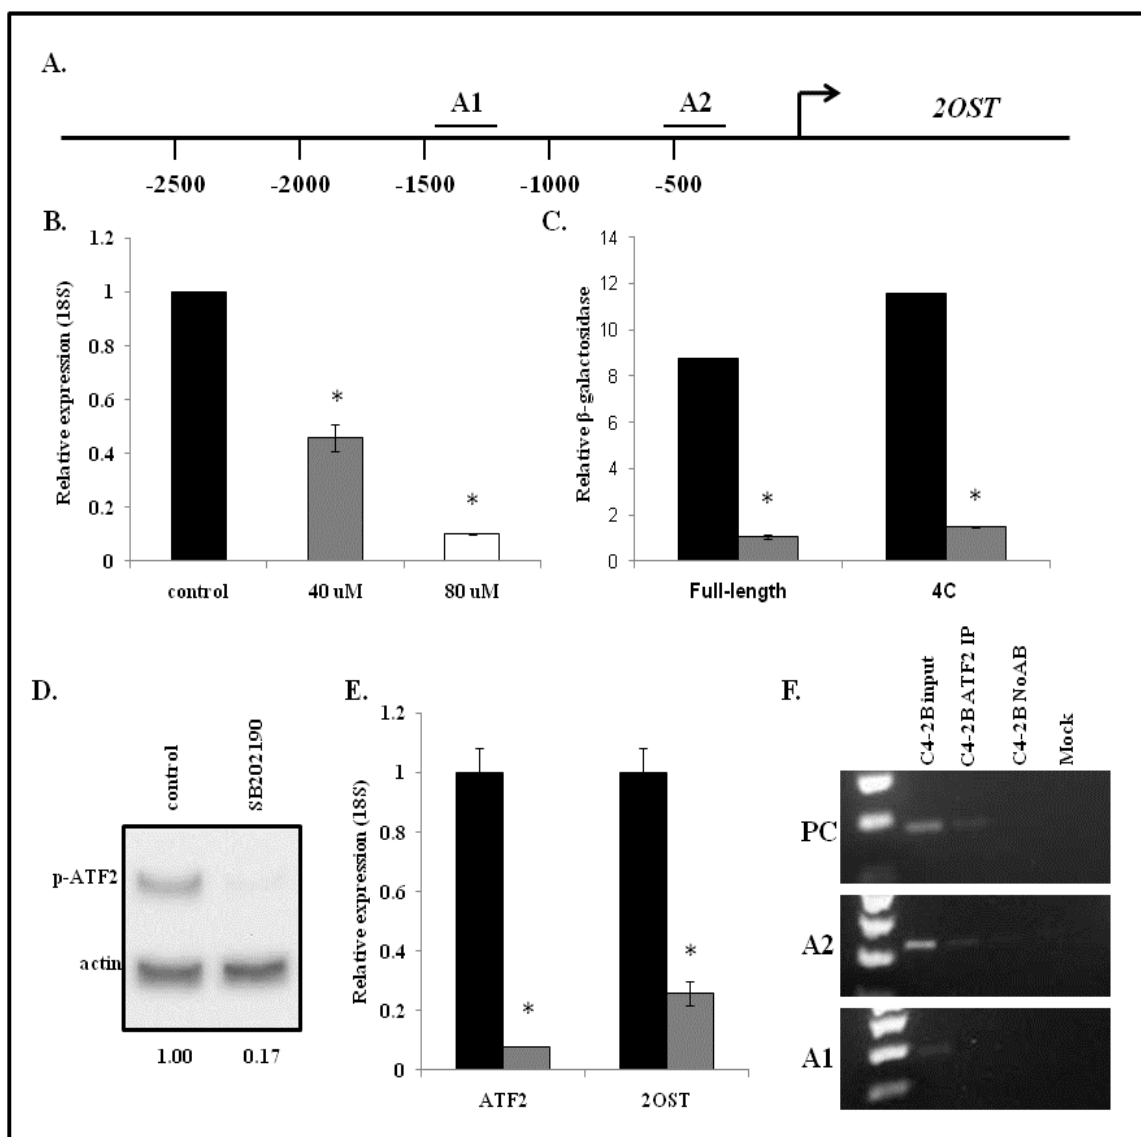 A.
A1
A2
2OST
-2500
-2000
-1500
-1000
-500
B.
Relative expression (18S)
1.2
1
0.8
0.6
0.4
0.2
0
*
*
control
40 uM
80 uM
C.
Relative β-galactosidase
14
12
10
8
6
4
2
0
*
*
Full-length
4C
D.
control
SB202190
p-ATF2
actin
1.00
0.17
E.
Relative expression (18S)
1.2
1
0.8
0.6
0.4
0.2
0
*
*
ATF2
2OST
F.
C4-2B input
C4-2B ATF2 IP
C4-2B NoAB
Mock
PC
A2
A1